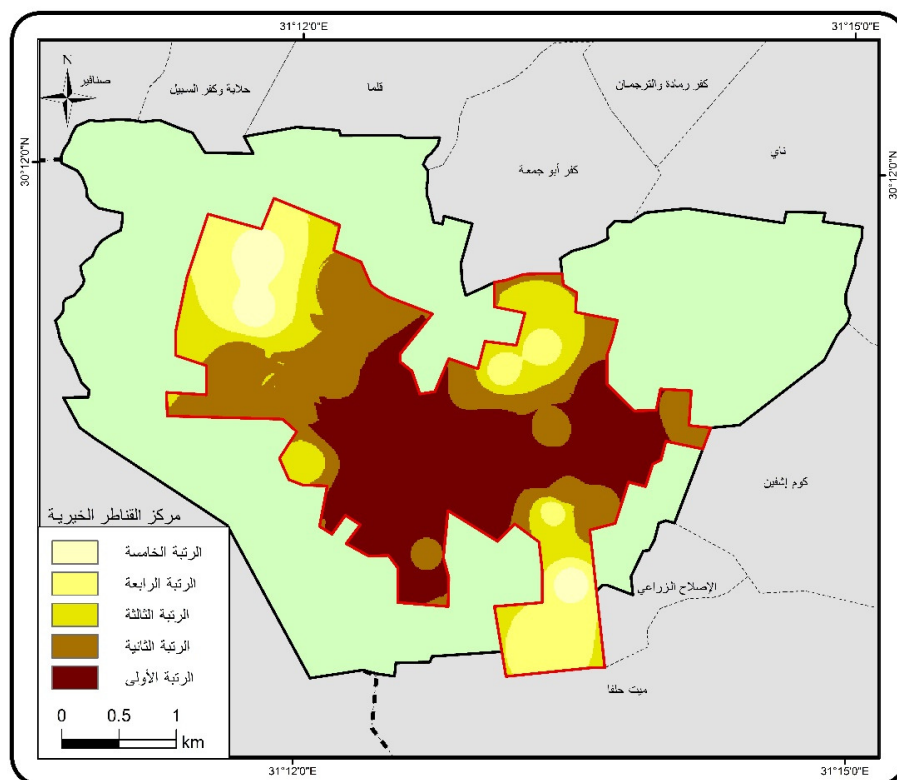 31°12'0"E
31°15'0"E
صنافير
حلابة وكفر السبيل
قلما
كفر رمادة والترجمان
ناي
كفر أبو جمعة
30°12'0"N
30°12'0"N
كوم إشفين
الإصلاح الزراعي
ميت حلفا
مركز القناطر الخيرية
الرتبة الخامسة
الرتبة الرابعة
الرتبة الثالثة
الرتبة الثانية
الرتبة الأولى
0 0.5 1
km
31°12'0"E
31°15'0"E